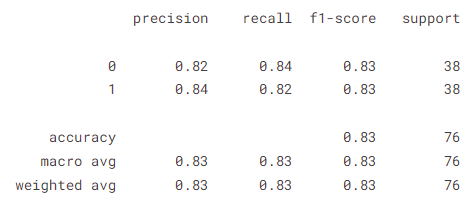 precision recall f1-score support
0 0.82 0.84 0.83 38
1 0.84 0.82 0.83 38
accuracy 0.83 76
macro avg 0.83 0.83 0.83 76
weighted avg 0.83 0.83 0.83 76